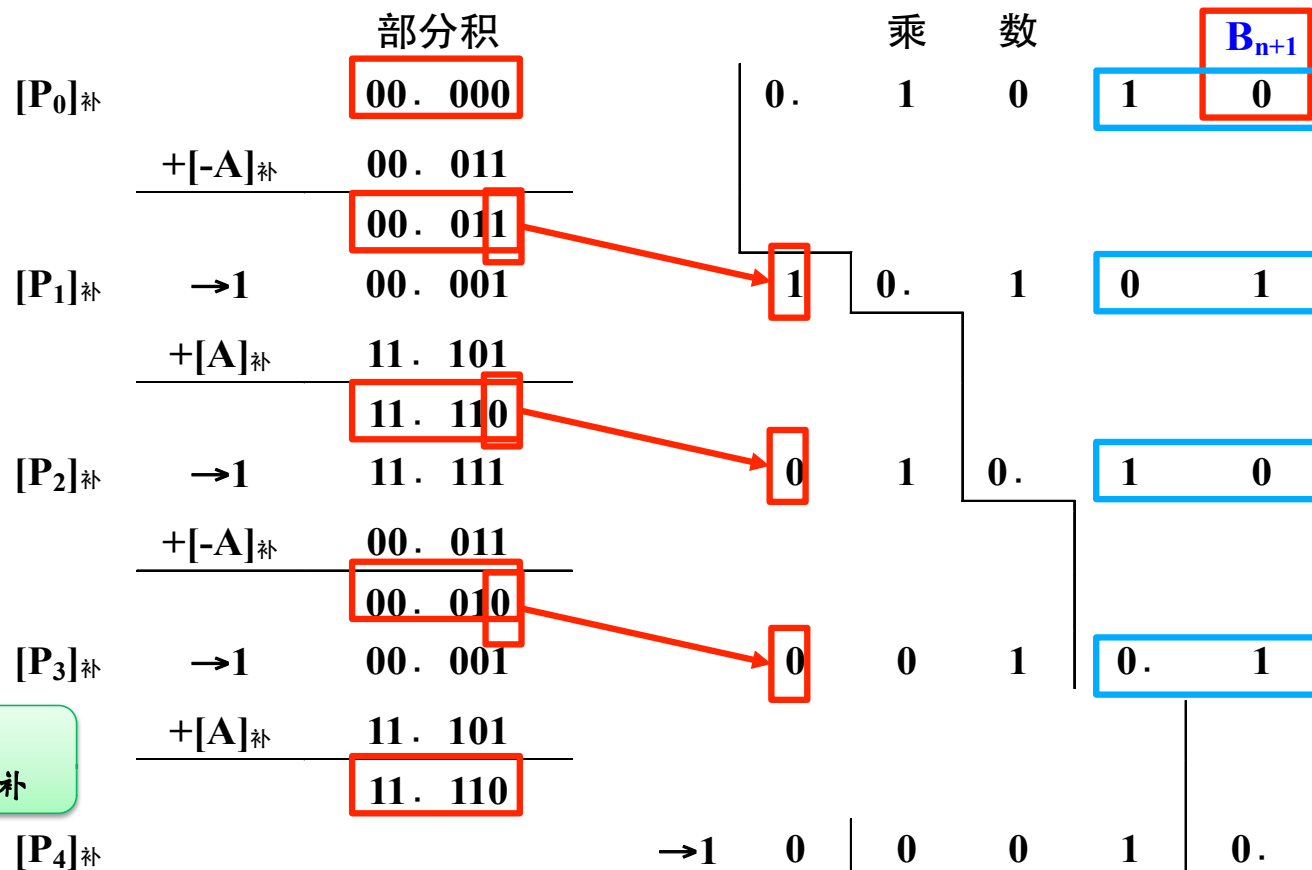 部分积 乘 数 Bₙ₊₁
[P₀]补 00. 000 0. 1 0 1 0
+[-A]补 00. 011
00. 011
[P₁]补 →1 00. 001 1 0. 1 0 1
+[A]补 11. 101
11. 110
[P₂]补 →1 11. 111 0 1 0. 1 0
+[-A]补 00. 011
00. 010
[P₃]补 →1 00. 001 0 0 1 0. 1
+[A]补 11. 101
补
11. 110
[P₄]补 →1 0 0 0 1 0.